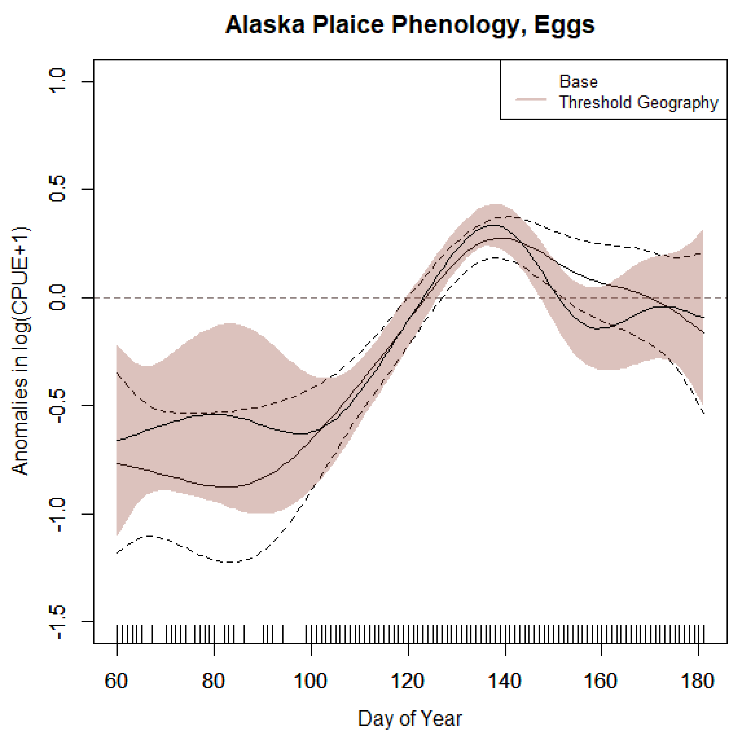 Alaska Plaice Phenology, Eggs
Base
Threshold Geography
Anomalies in log(CPUE+1)
1.0
0.5
0.0
-0.5
-1.0
-1.5
60 80 100 120 140 160 180
Day of Year